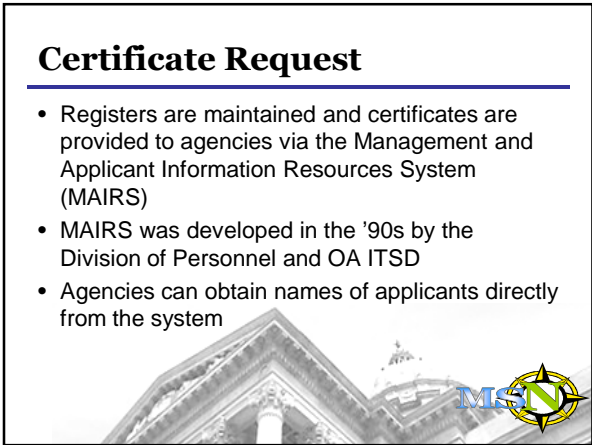 Certificate Request
• Registers are maintained and certificates are
provided to agencies via the Management and
Applicant Information Resources System
(MAIRS)
• MAIRS was developed in the ’90s by the
Division of Personnel and OA ITSD
• Agencies can obtain names of applicants directly
from the system
MSN